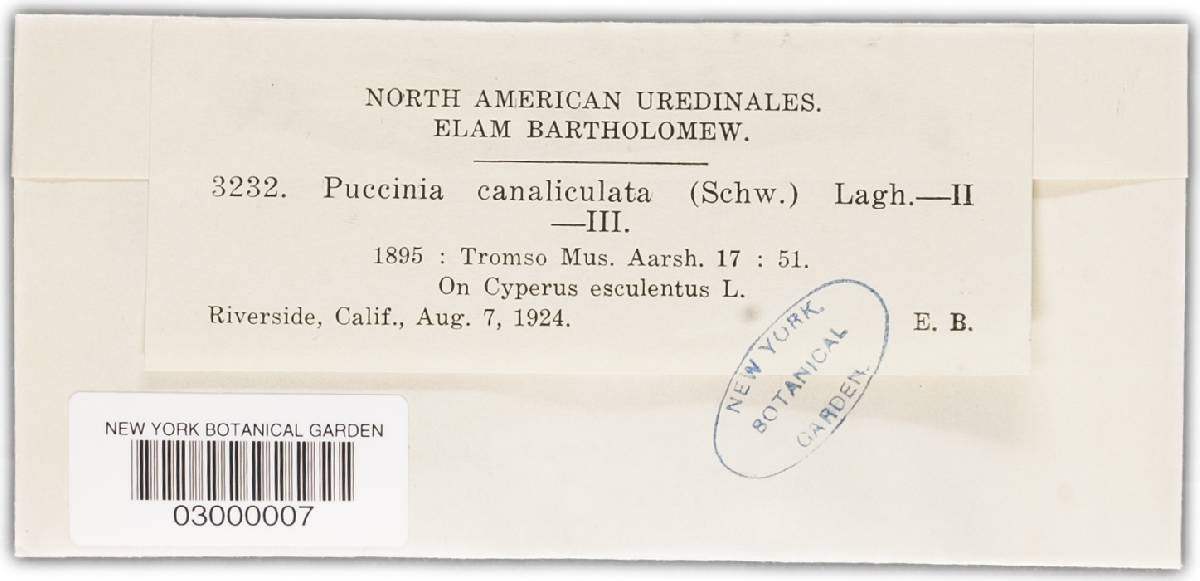 NORTH AMERICAN UREDINALES.
ELAM BARTHOLOMEW.
3232. Puccinia canaliculata (Schw.) Lagh.—II
—III.
1895 : Tromso Mus. Aarsh. 17 : 51.
On Cyperus esculentus L.
Riverside, Calif., Aug. 7, 1924. E. B.
NEW YORK.
BOTANICAL
GARDEN.
NEW YORK BOTANICAL GARDEN
03000007